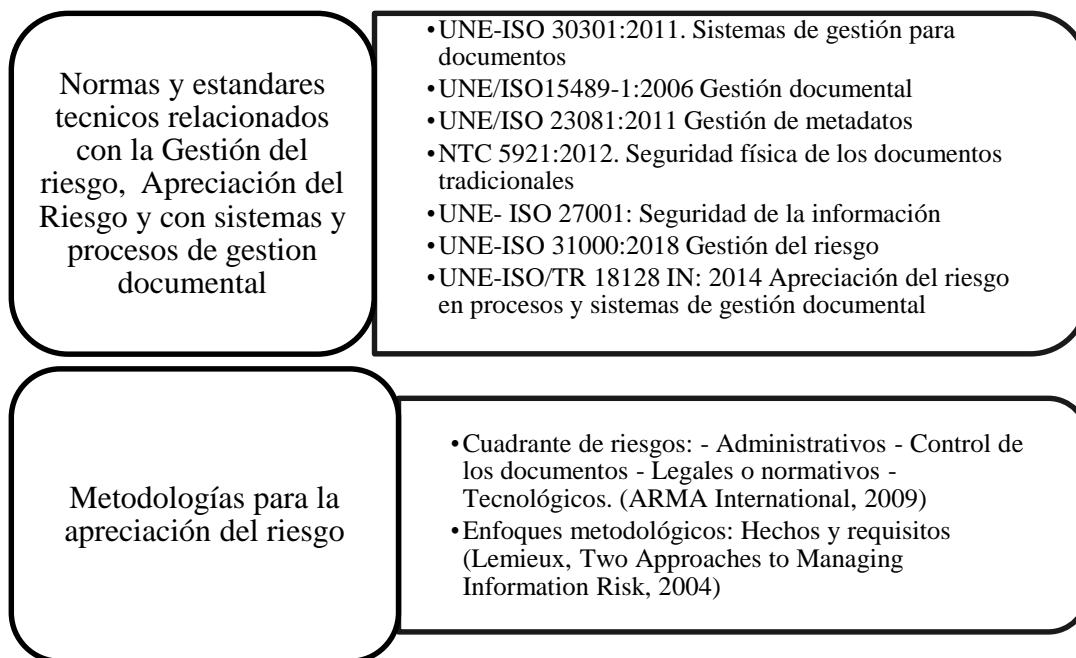 Normas y estandares
tecnicos relacionados
con la Gestión del
riesgo, Apreciación del
Riesgo y con sistemas y
procesos de gestion
documental
•UNE-ISO 30301:2011. Sistemas de gestión para
documentos
•UNE/ISO15489-1:2006 Gestión documental
•UNE/ISO 23081:2011 Gestión de metadatos
•NTC 5921:2012. Seguridad física de los documentos
tradicionales
•UNE- ISO 27001: Seguridad de la información
•UNE-ISO 31000:2018 Gestión del riesgo
•UNE-ISO/TR 18128 IN: 2014 Apreciación del riesgo
en procesos y sistemas de gestión documental
Metodologías para la
apreciación del riesgo
•Cuadrante de riesgos: - Administrativos - Control de
los documentos - Legales o normativos -
Tecnológicos. (ARMA International, 2009)
•Enfoques metodológicos: Hechos y requisitos
(Lemieux, Two Approaches to Managing
Information Risk, 2004)